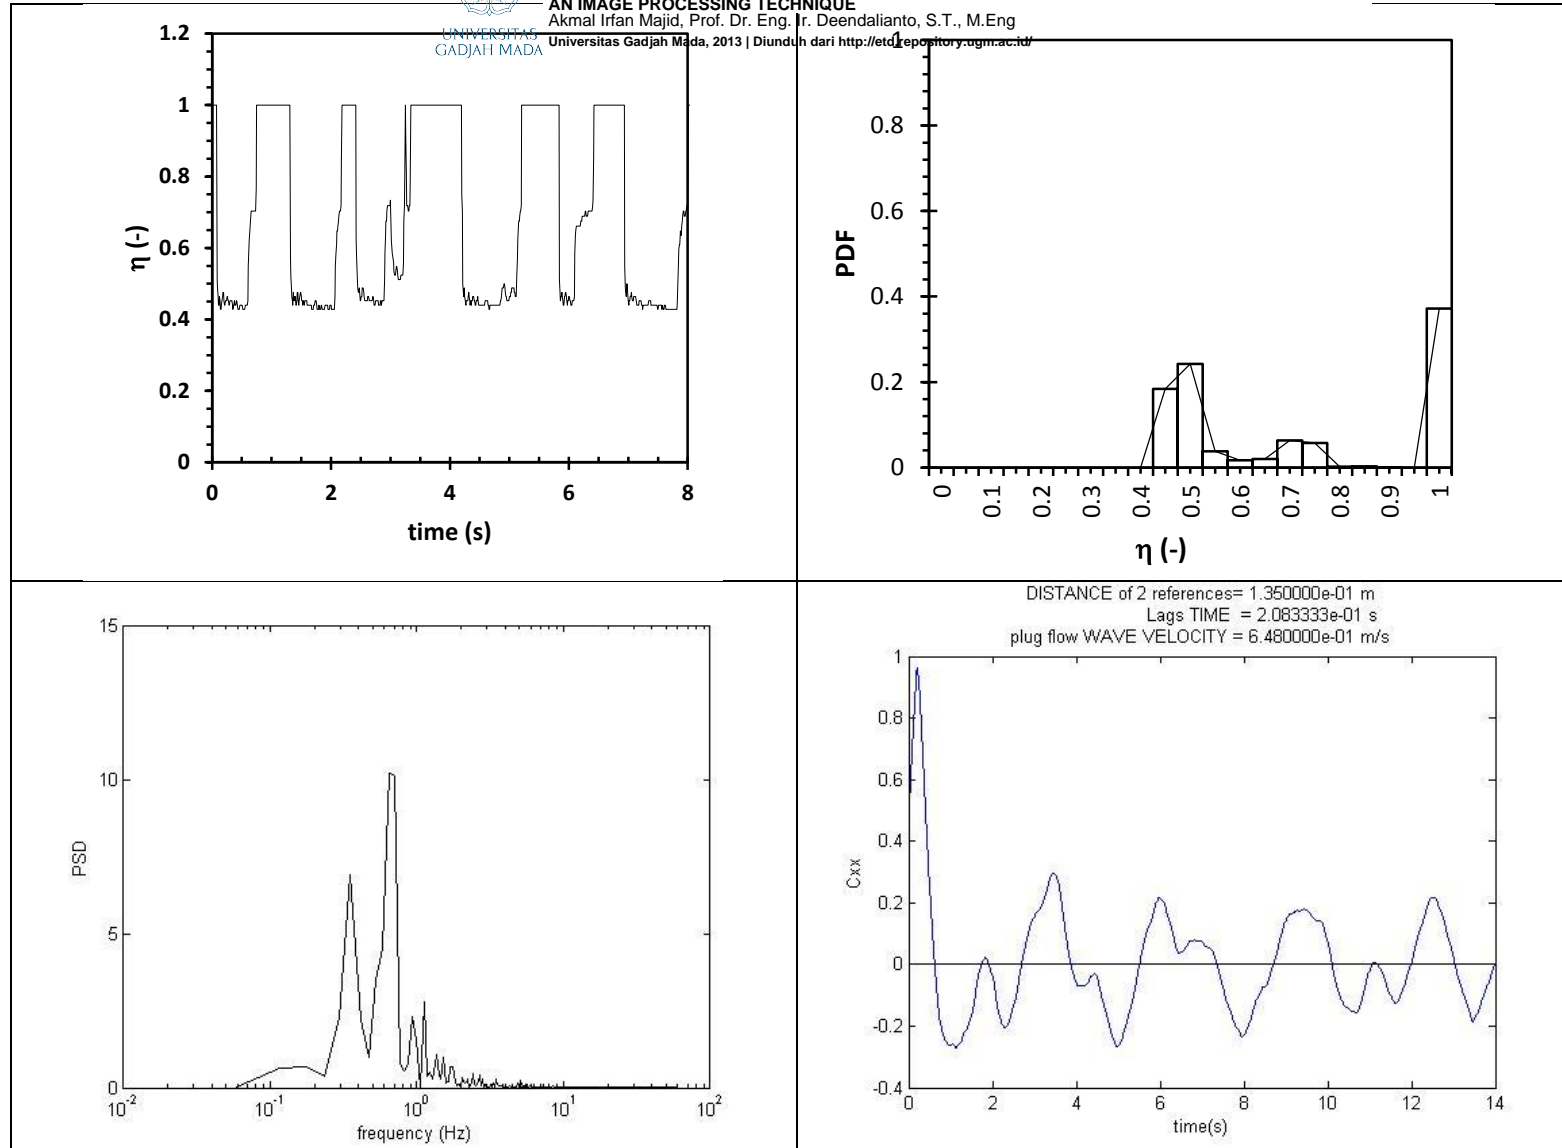 AN IMAGE PROCESSING TECHNIQUE
Akmal Irfan Majid, Prof. Dr. Eng. Ir. Deendalianto, S.T., M.Eng
UNIVERSITAS
GADJAH MADA
Universitas Gadjah Mada, 2013 | Diunduh dari http://etd.repository.ugm.ac.id/
1.2
1
0.8
0.6
0.4
0.2
0
η (-)
0 2 4 6 8
time (s)
1
0.8
0.6
0.4
0.2
0
PDF
0 0.1 0.2 0.3 0.4 0.5 0.6 0.7 0.8 0.9 1
η (-)
15
10
5
0
PSD
10⁻² 10⁻¹ 10⁰ 10¹ 10²
frequency (Hz)
DISTANCE of 2 references= 1.350000e-01 m
Lags TIME = 2.083333e-01 s
plug flow WAVE VELOCITY = 6.480000e-01 m/s
1
0.8
0.6
0.4
0.2
0
-0.2
-0.4
Cxx
0 2 4 6 8 10 12 14
time(s)